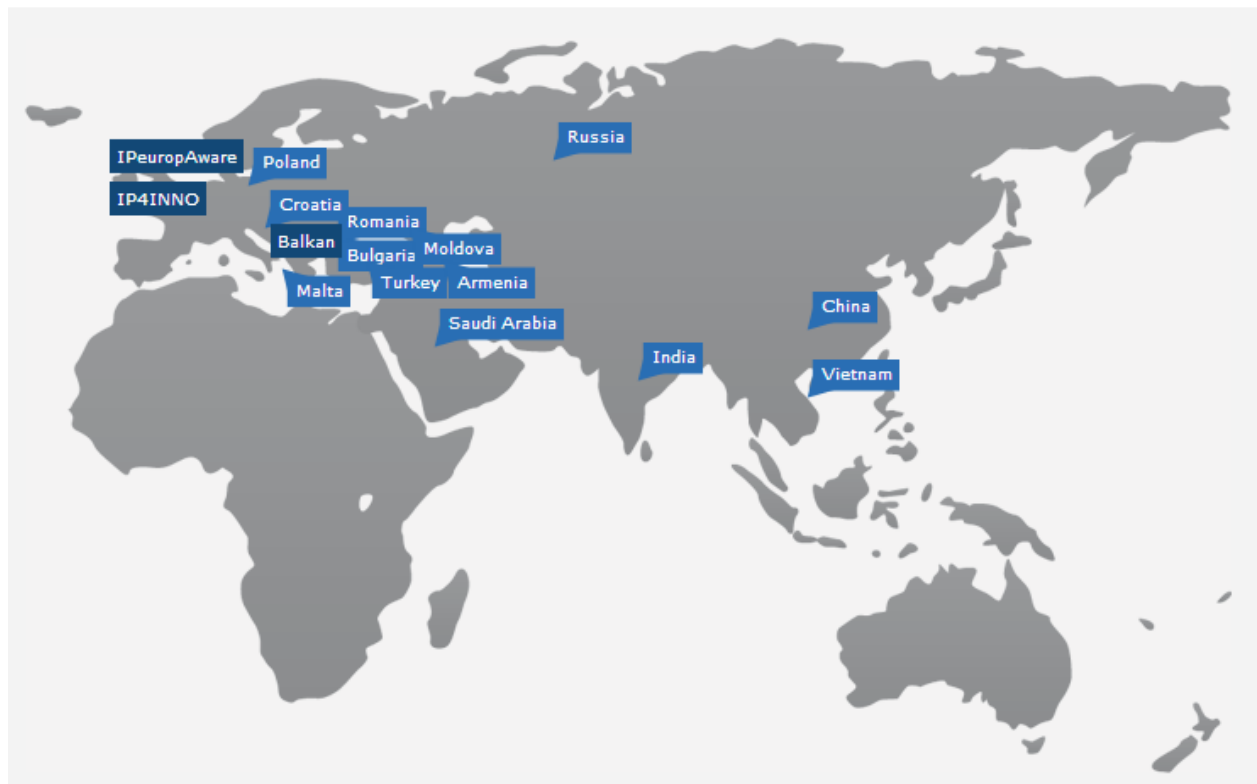 Russia
IPeuropAware
Poland
IP4INNO
Croatia
Romania
Balkan
Moldova
Bulgaria
Turkey
Armenia
Malta
China
Saudi Arabia
India
Vietnam